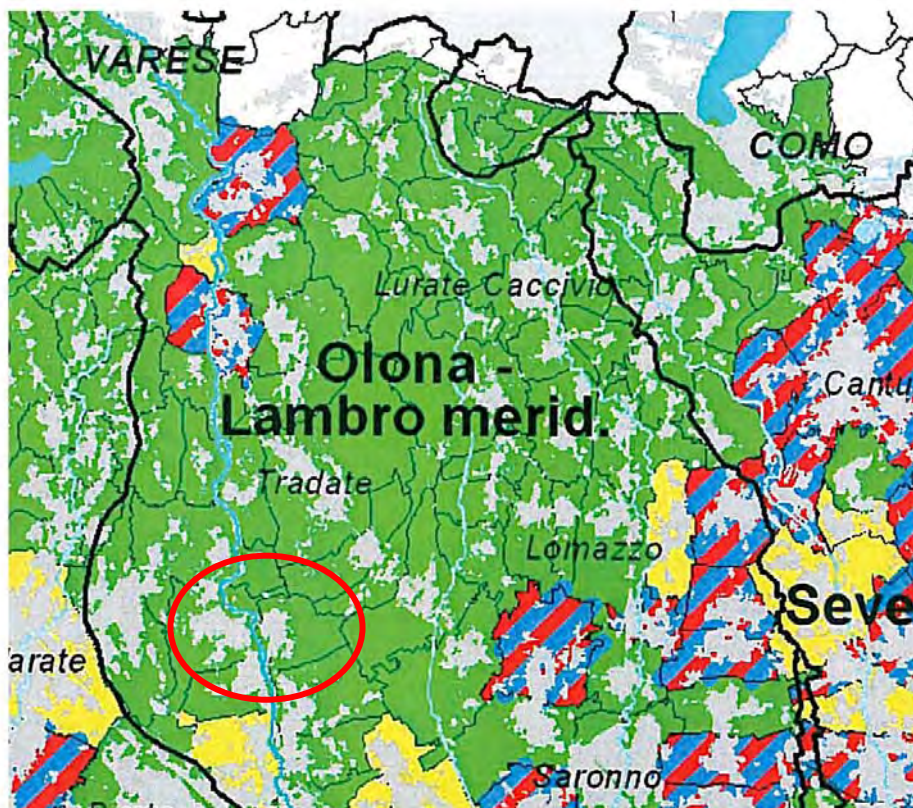 VARESE
COMO
Lurate Caccivio
Olona -
Lambro merid.
Cantu
Tradate
Lomazzo
Seve
arate
Saronno